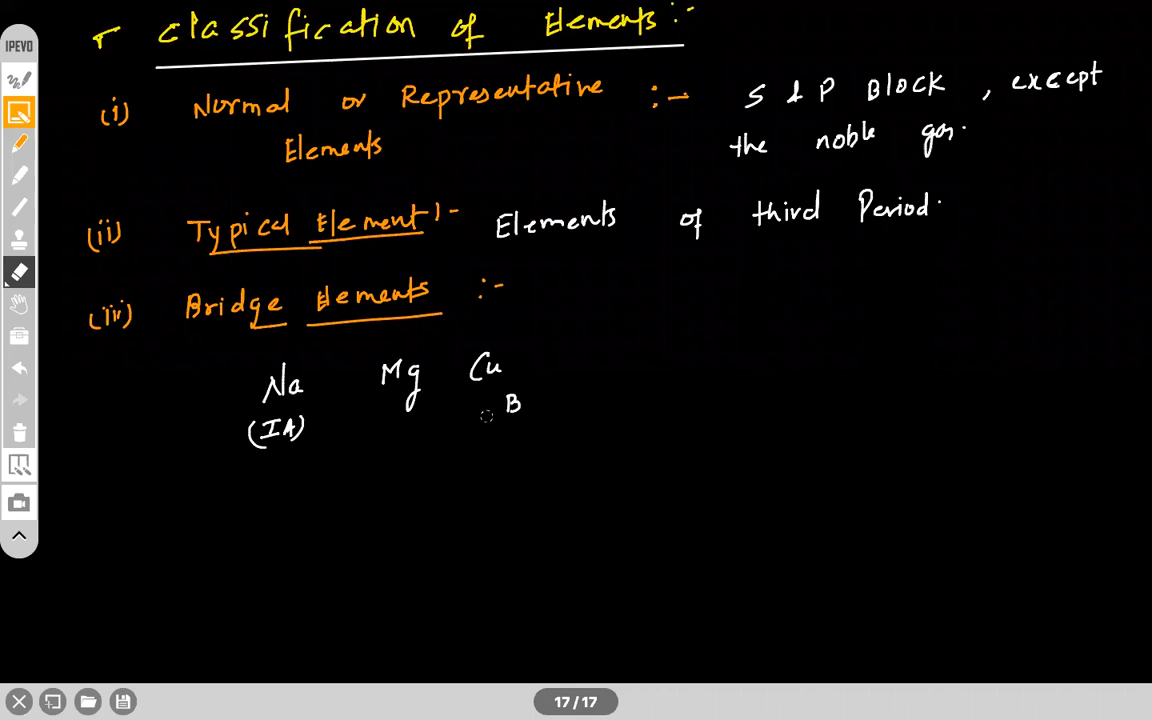 IPEVO
Classification of Elements :-
(i) Normal or Representative :- S & P Block, except
Elements the noble gas.
(ii) Typical Element :- Elements of third Period.
(iii) Bridge Elements :-
Na Mg Cu
(IA) B
17/17